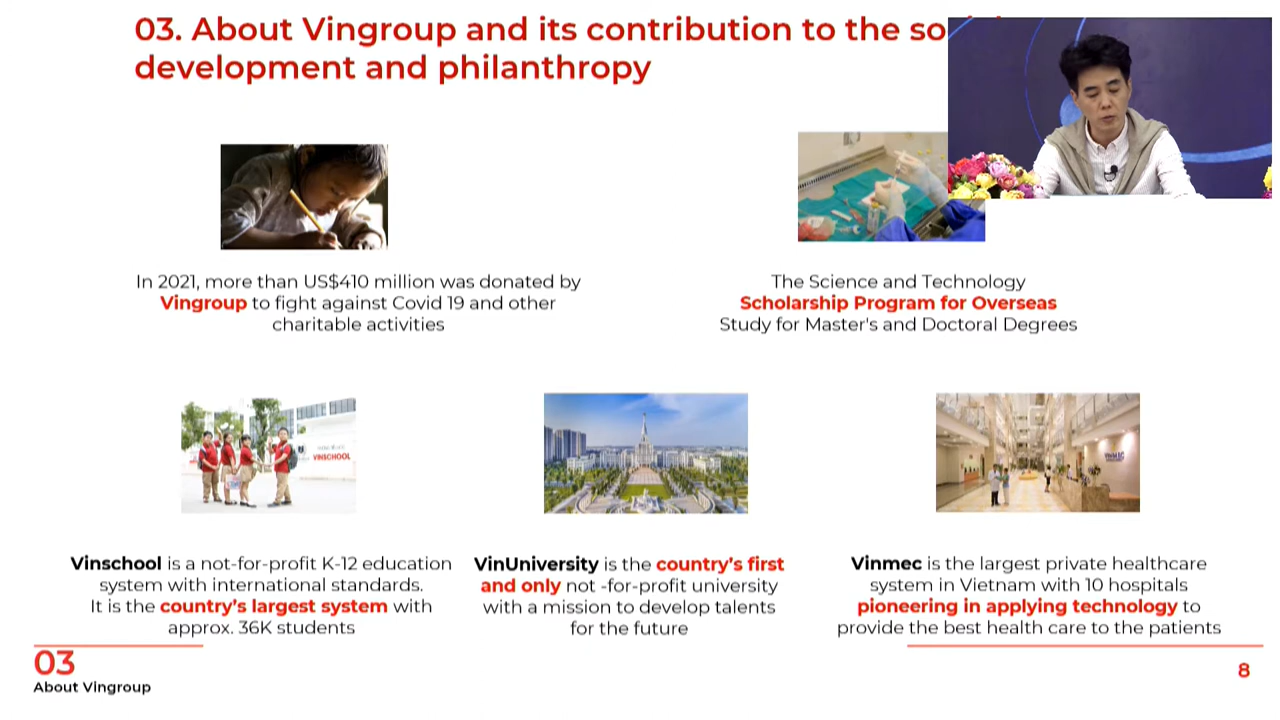 03. About Vingroup and its contribution to the
development and philanthropy
In 2021, more than US$410 million was donated by
Vingroup to fight against Covid 19 and other
charitable activities
The Science and Technology
Scholarship Program for Overseas
Study for Master's and Doctoral Degrees
VINSCHOOL
Vinschool is a not-for-profit K-12 education
system with international standards.
It is the country's largest system with
approx. 36K students
VinUniversity is the country's first
and only not -for-profit university
with a mission to develop talents
for the future
Vinmec is the largest private healthcare
system in Vietnam with 10 hospitals
pioneering in applying technology to
provide the best health care to the patients
03
About Vingroup
8